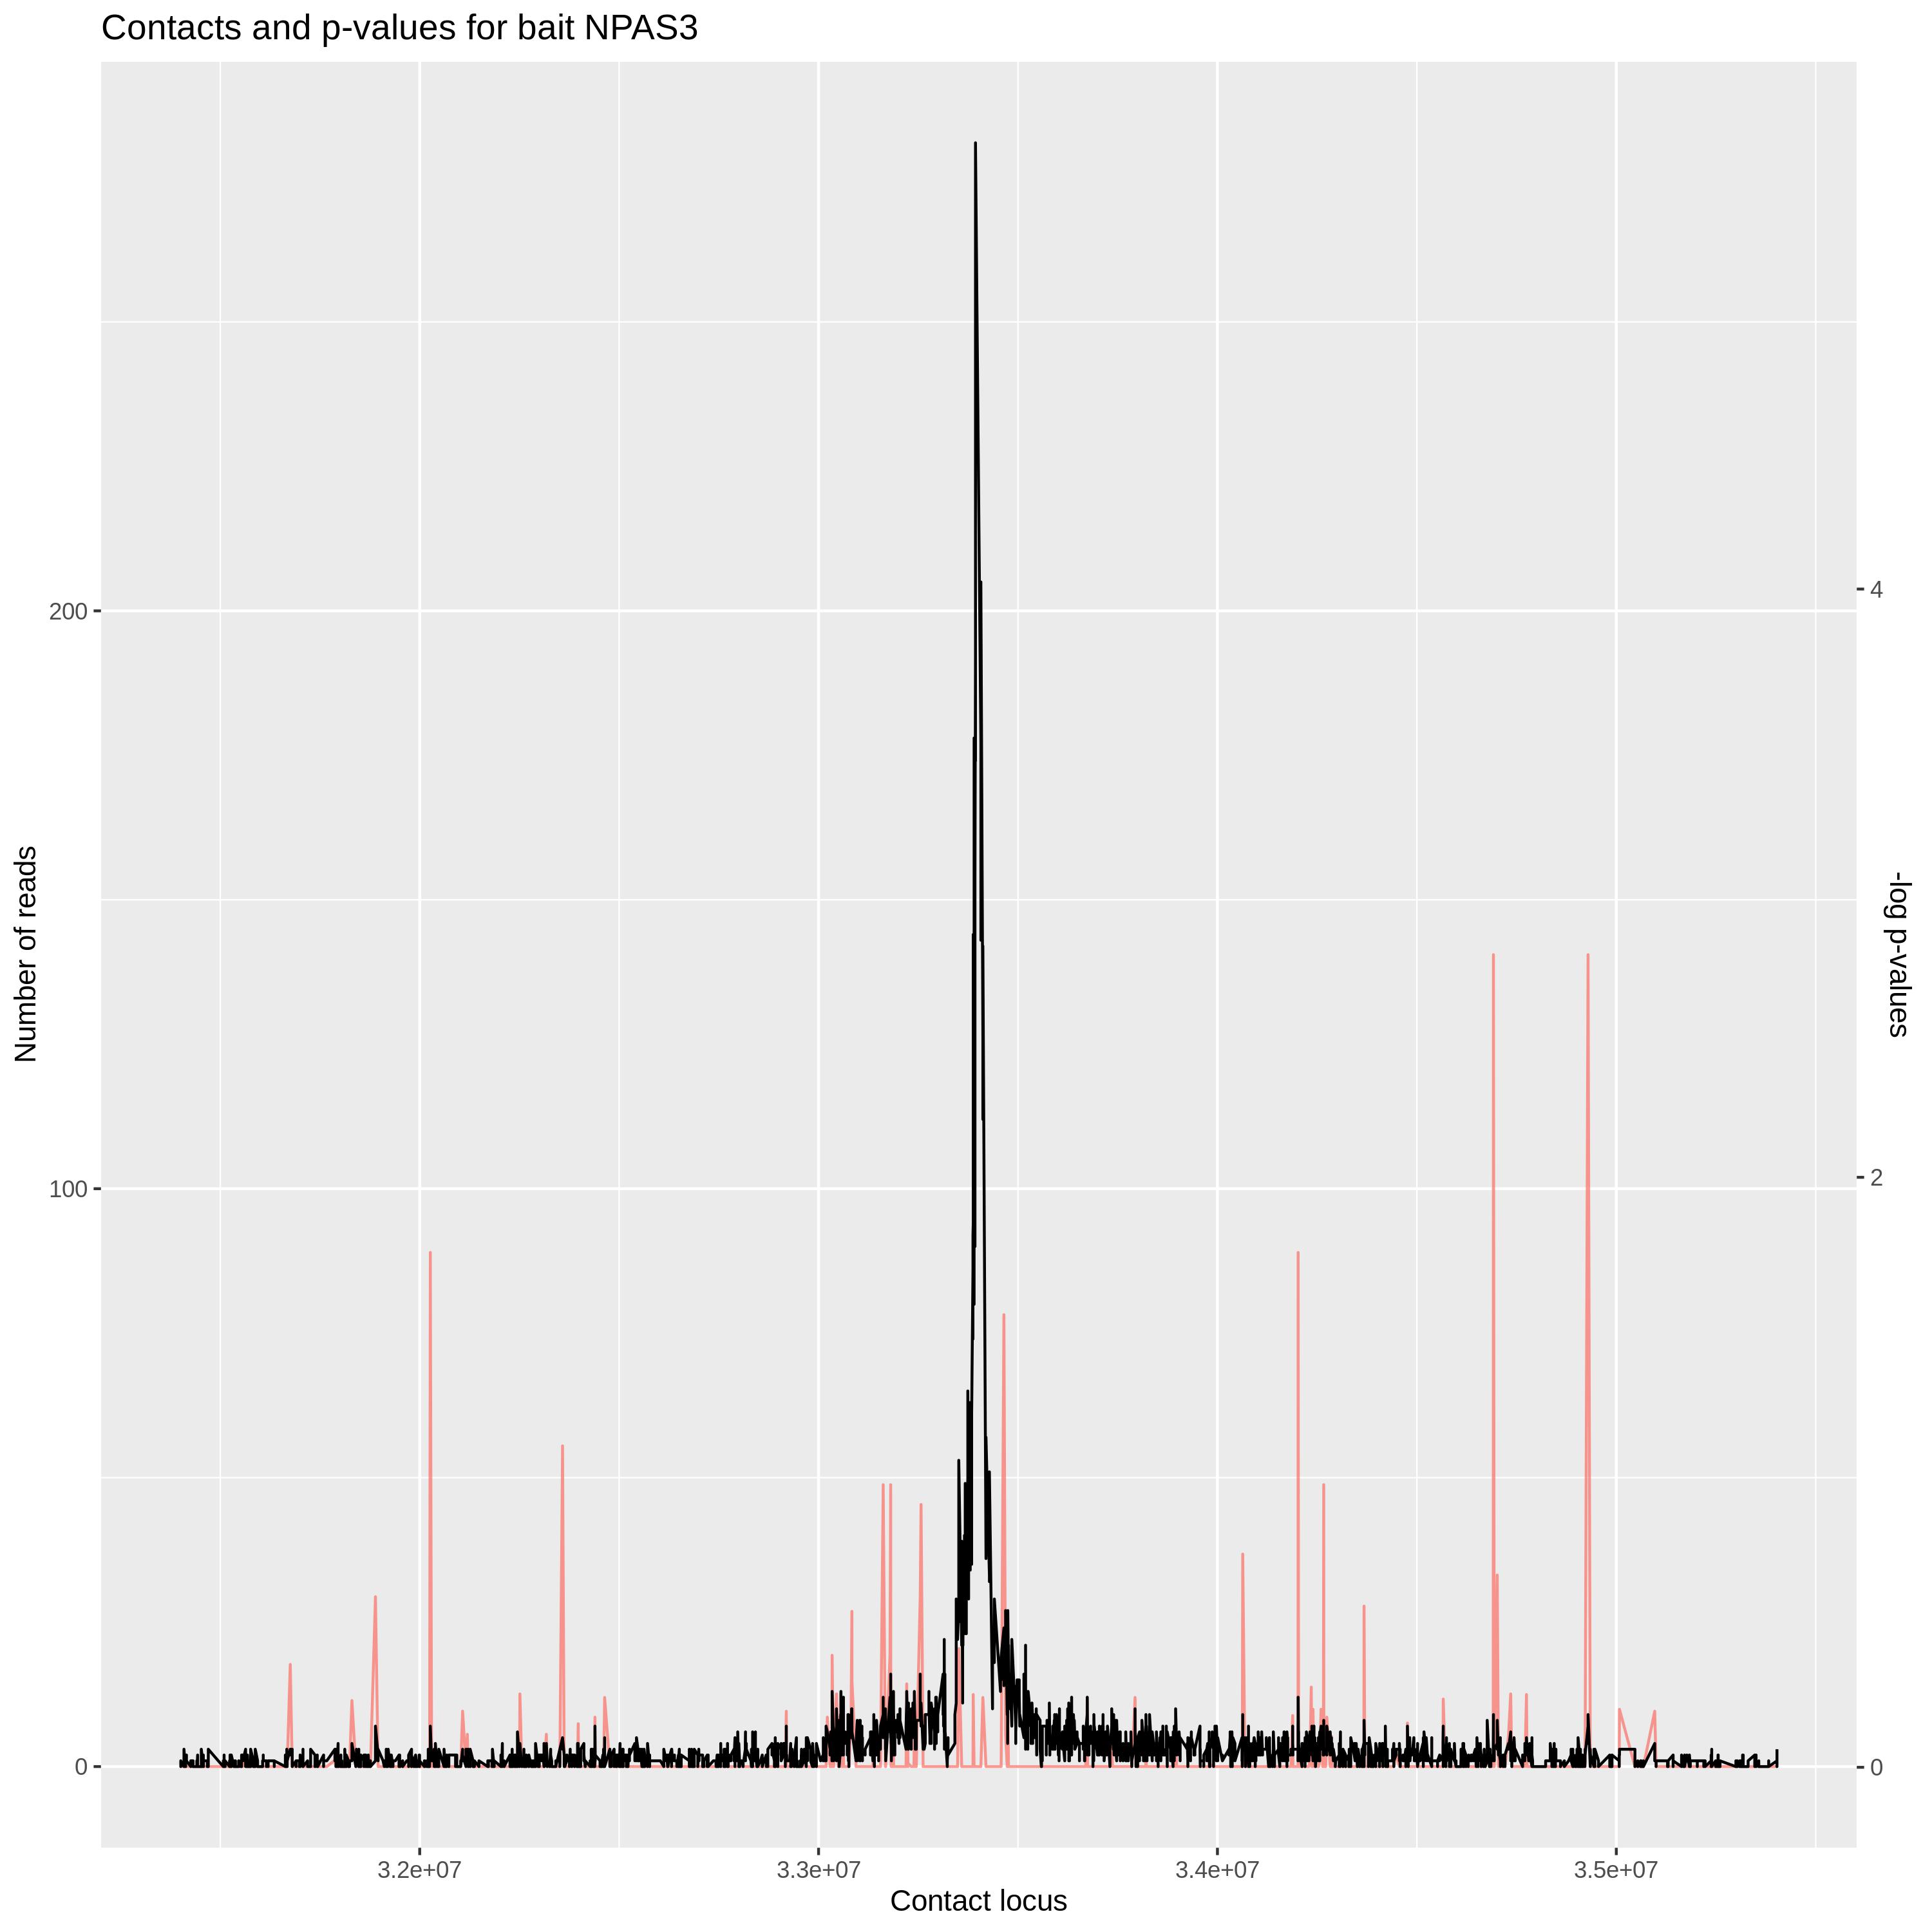 Contacts and p-values for bait NPAS3
Number of reads
200
100
0
4
2
0
-log p-values
3.2e+07
3.3e+07
3.4e+07
3.5e+07
Contact locus